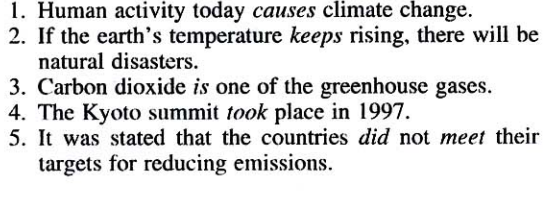 1. Human activity today causes climate change.
2. If the earth's temperature keeps rising, there will be
natural disasters.
3. Carbon dioxide is one of the greenhouse gases.
4. The Kyoto summit took place in 1997.
5. It was stated that the countries did not meet their
targets for reducing emissions.